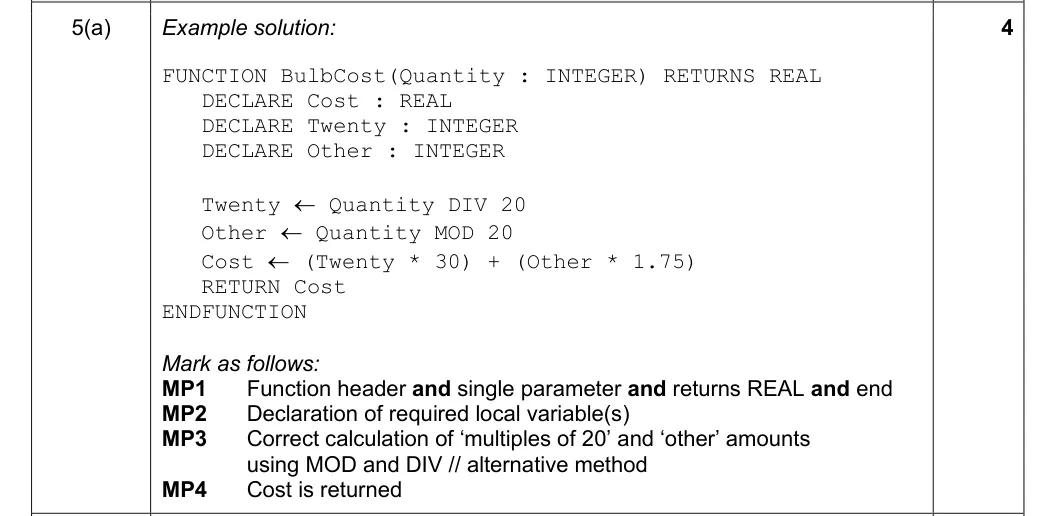 5(a) Example solution: 4
FUNCTION BulbCost(Quantity : INTEGER) RETURNS REAL
DECLARE Cost : REAL
DECLARE Twenty : INTEGER
DECLARE Other : INTEGER
Twenty ← Quantity DIV 20
Other ← Quantity MOD 20
Cost ← (Twenty * 30) + (Other * 1.75)
RETURN Cost
ENDFUNCTION
Mark as follows:
MP1 Function header and single parameter and returns REAL and end
MP2 Declaration of required local variable(s)
MP3 Correct calculation of ‘multiples of 20’ and ‘other’ amounts
using MOD and DIV // alternative method
MP4 Cost is returned